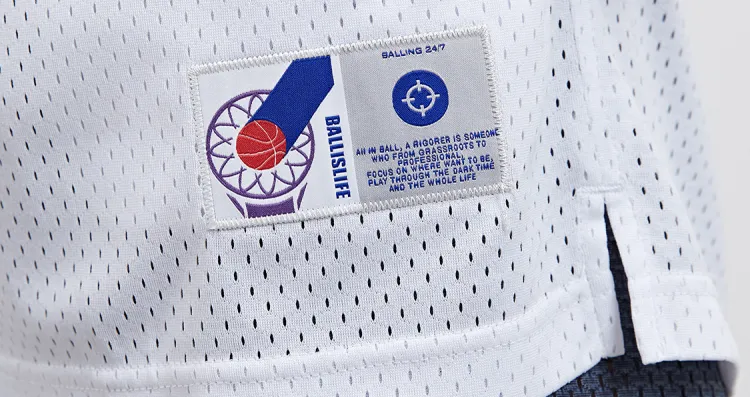 BALLING 24/7
BALLISLIFE
All IN BALL, A RIGORER IS SOMEONE
WHO FROM GRASSROOTS TO
PROFESSIONAL,
FOCUS ON WHERE WANT TO BE,
PLAY THROUGH THE DARK TIME
AND THE WHOLE LIFE